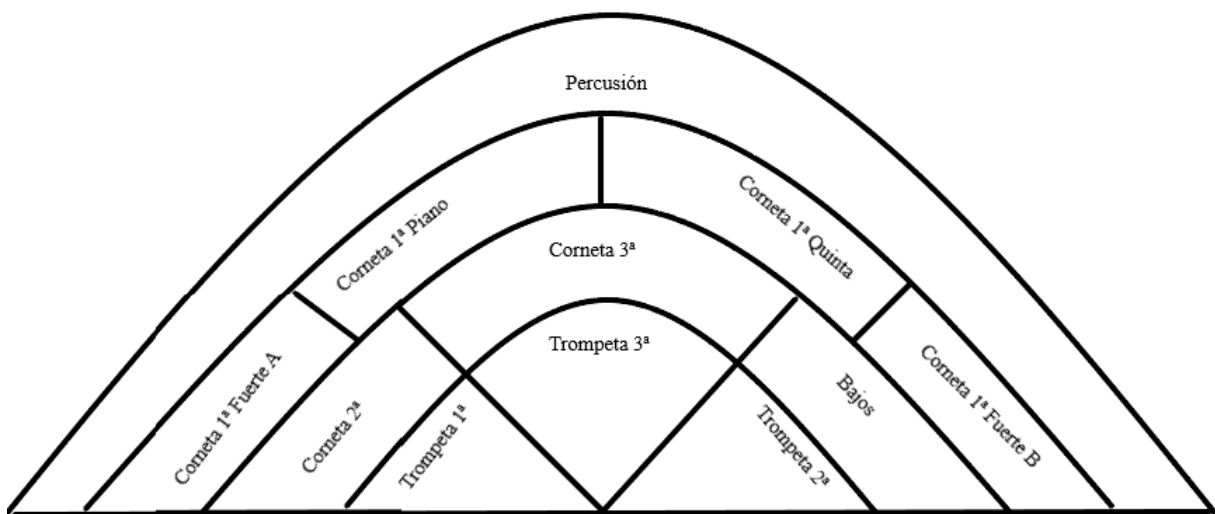 Percusión
Corneta 1ª Piano
Corneta 1ª Quinta
Corneta 3ª
Trompeta 3ª
Corneta 1ª Fuerte A
Corneta 2ª
Trompeta 1ª
Trompeta 2ª
Bajos
Corneta 1ª Fuerte B